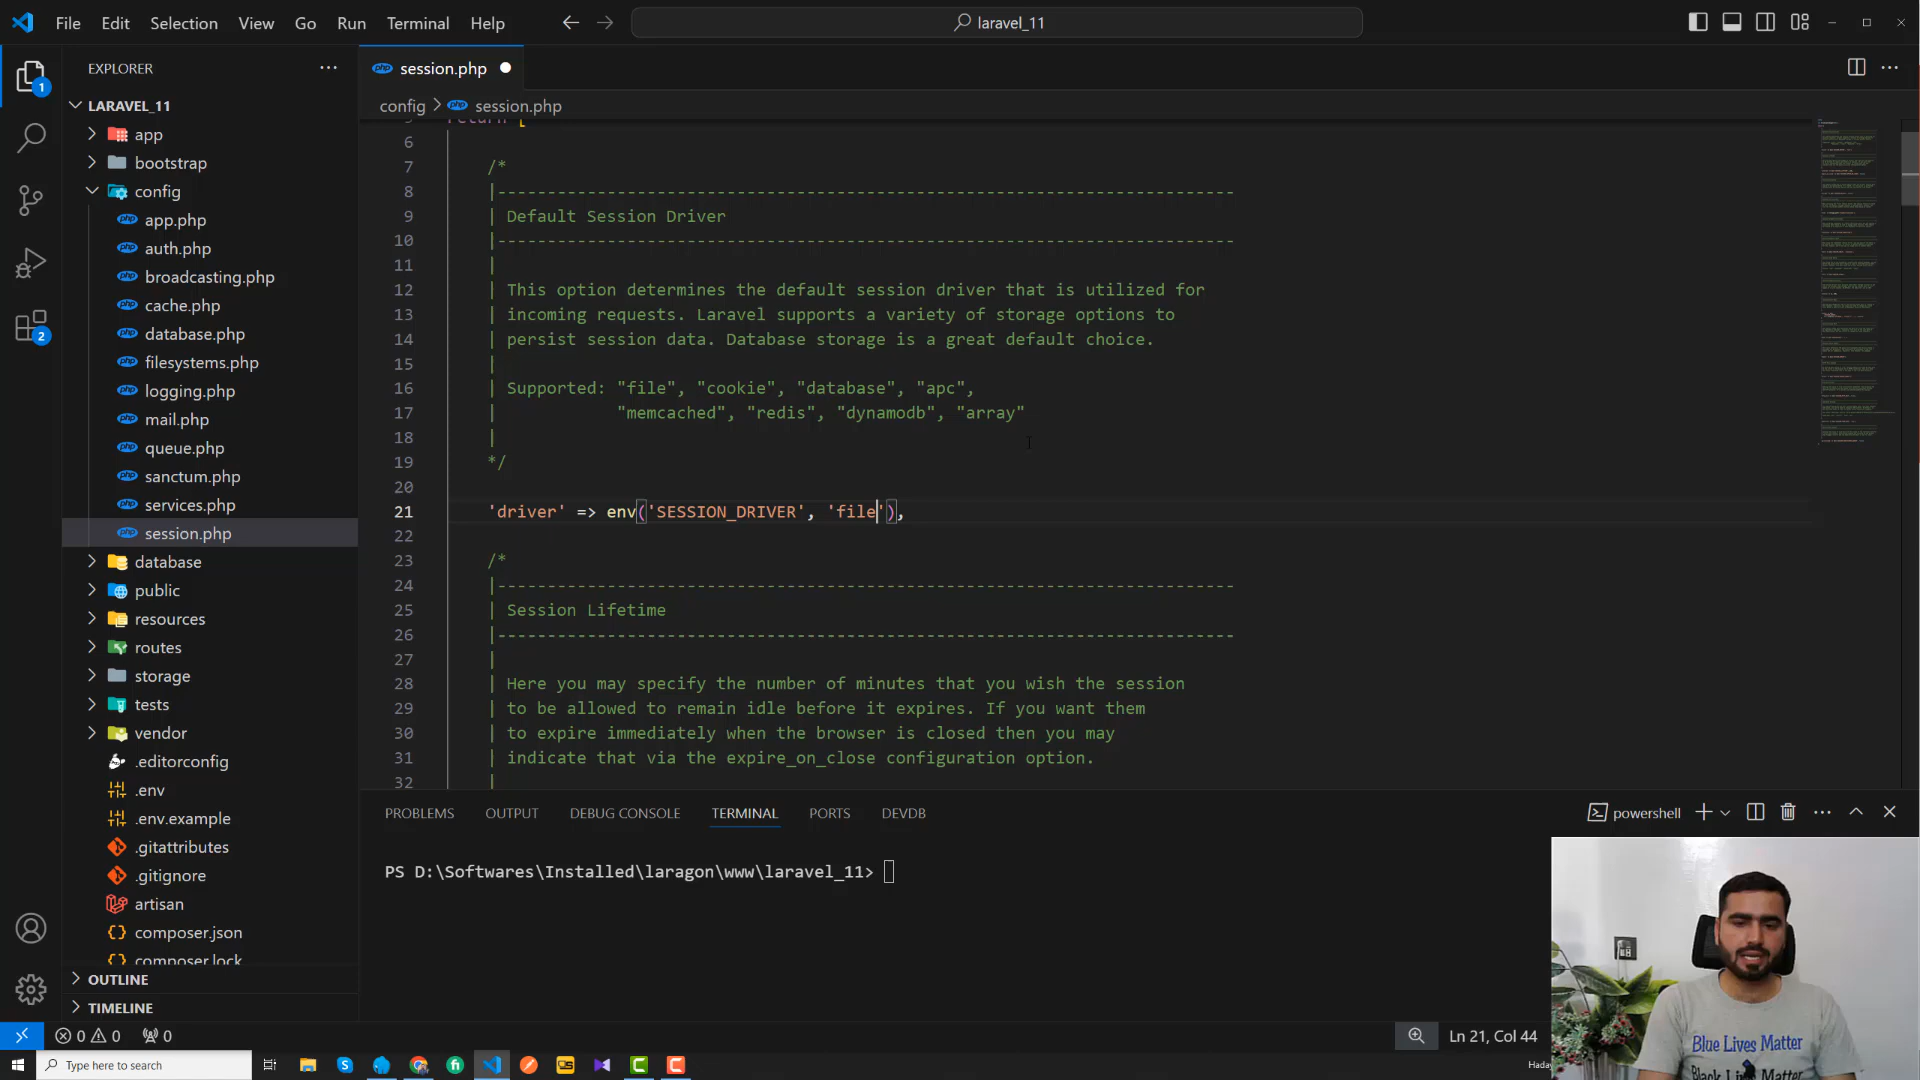 File Edit Selection View Go Run Terminal Help
laravel_11
EXPLORER
session.php
LARAVEL_11
config > session.php
app
bootstrap
config
app.php
auth.php
broadcasting.php
cache.php
database.php
filesystems.php
logging.php
mail.php
queue.php
sanctum.php
services.php
session.php
database
public
resources
routes
storage
tests
vendor
.editorconfig
.env
.env.example
.gitattributes
.gitignore
artisan
composer.json
composer.lock
OUTLINE
TIMELINE
1
2
5 return [
6
7 /*
8 |--------------------------------------------------------------------------
9 | Default Session Driver
10 |--------------------------------------------------------------------------
11 |
12 | This option determines the default session driver that is utilized for
13 | incoming requests. Laravel supports a variety of storage options to
14 | persist session data. Database storage is a great default choice.
15 |
16 | Supported: "file", "cookie", "database", "apc",
17 | "memcached", "redis", "dynamodb", "array"
18 |
19 */
20
21 'driver' => env('SESSION_DRIVER', 'file'),
22
23 /*
24 |--------------------------------------------------------------------------
25 | Session Lifetime
26 |--------------------------------------------------------------------------
27 |
28 | Here you may specify the number of minutes that you wish the session
29 | to be allowed to remain idle before it expires. If you want them
30 | to expire immediately when the browser is closed then you may
31 | indicate that via the expire_on_close configuration option.
32 |
PROBLEMS OUTPUT DEBUG CONSOLE TERMINAL PORTS DEVDB
powershell
PS D:\Softwares\Installed\laragon\www\laravel_11>
0 0 0
Ln 21, Col 44
Type here to search
Blue Lives Matter
Black Lives Matter